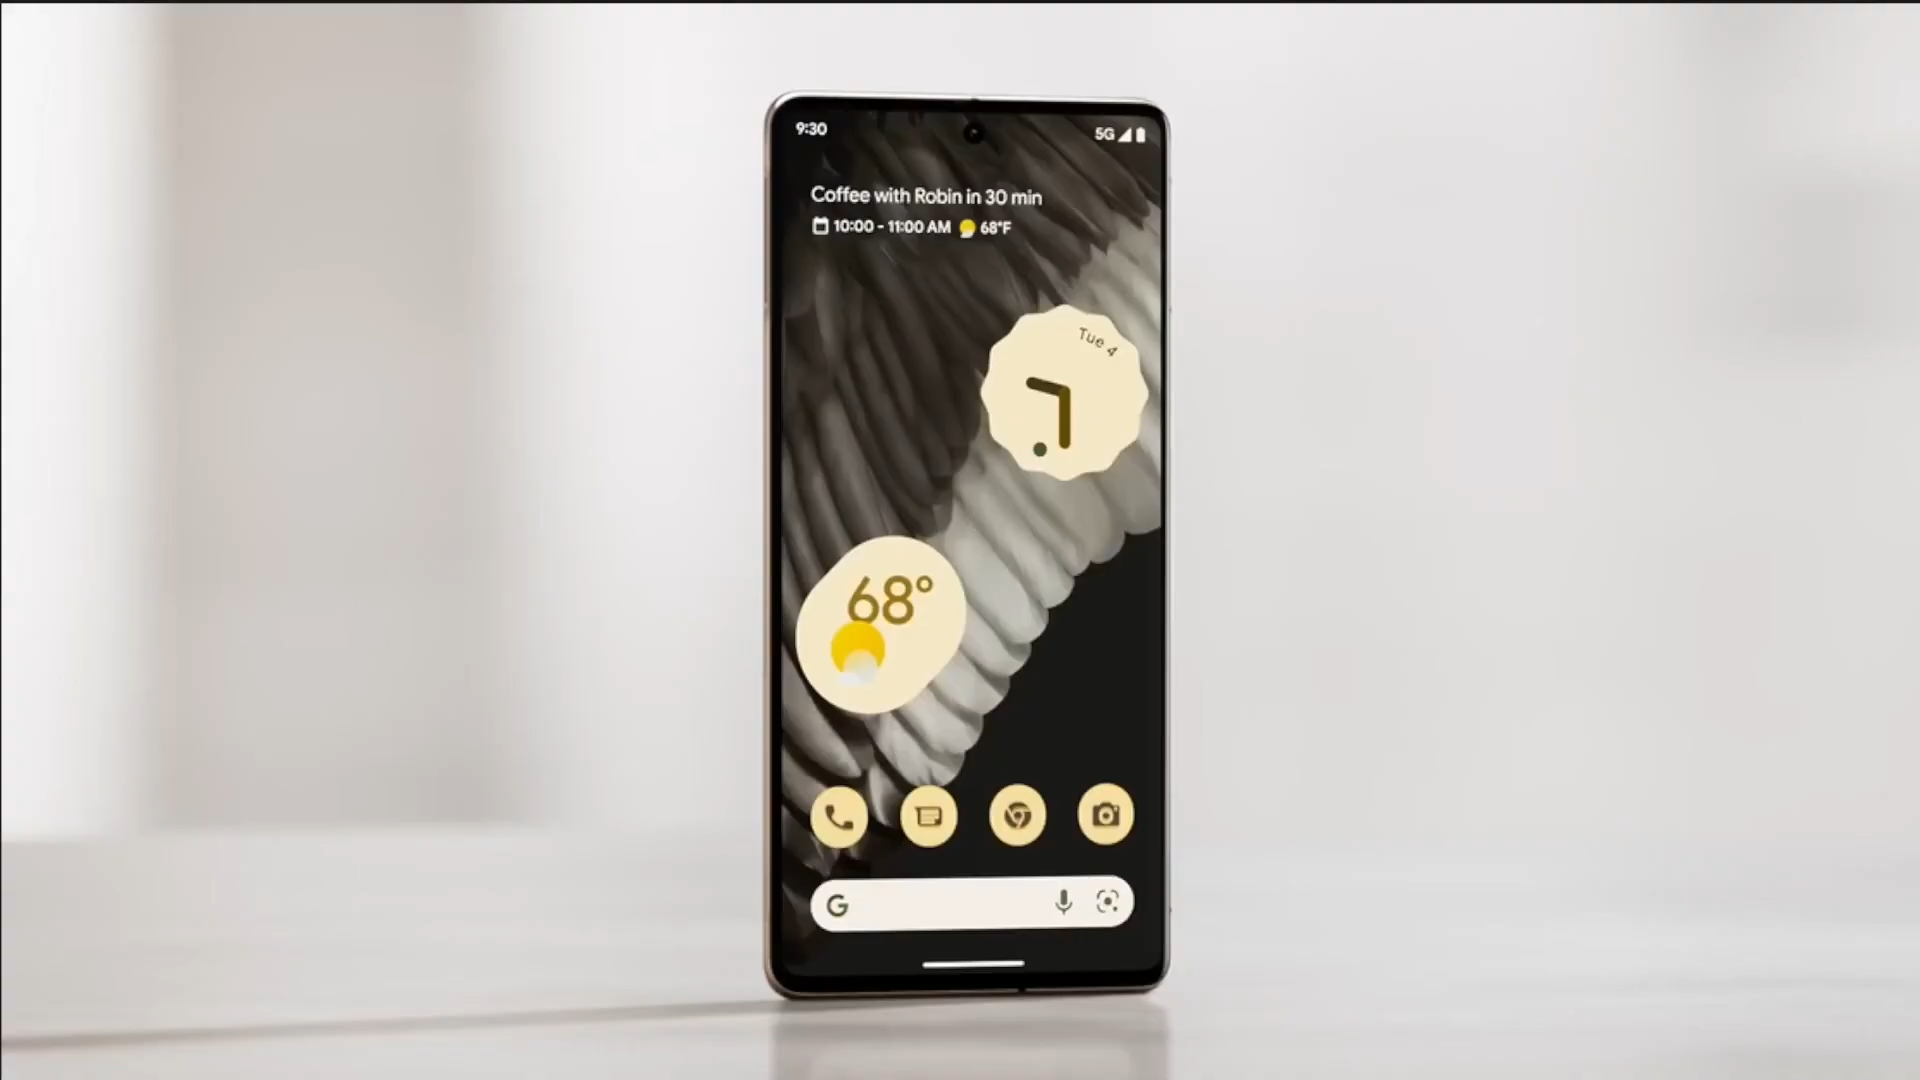 9:30
5G
Coffee with Robin in 30 min
10:00 - 11:00 AM 68°F
Tue 4
68°
G